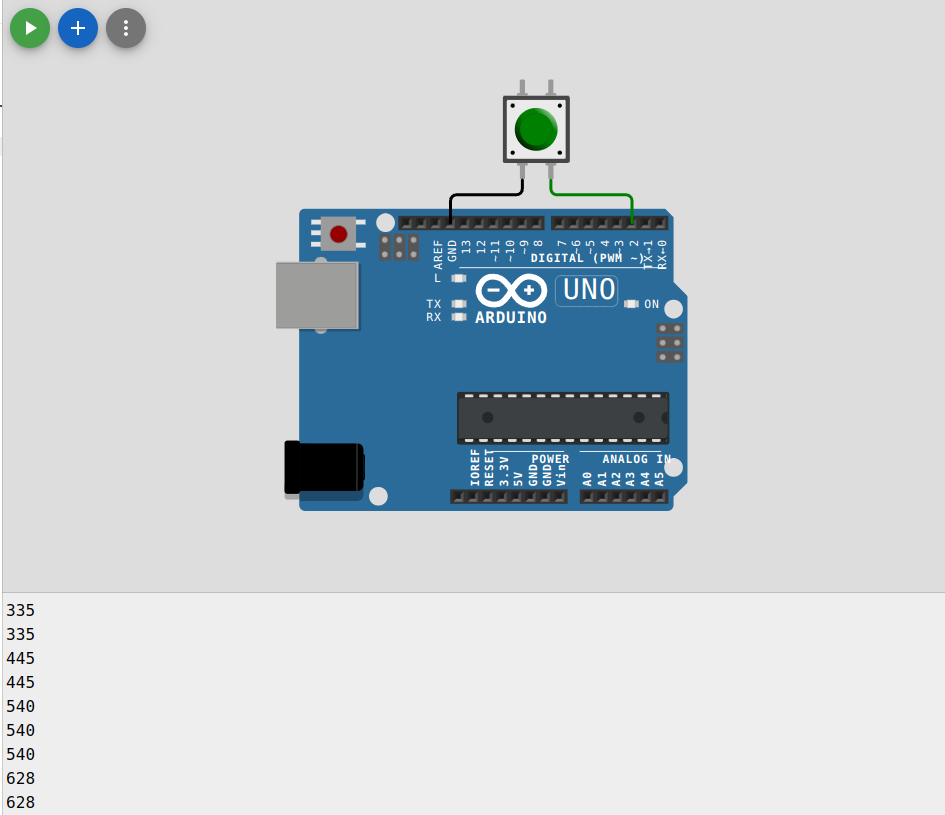 AREF
GND
13
12
~11
~10
~9
8
7
~6
~5
4
~3
2
TX→1
RX←0
DIGITAL (PWM ~)
L
TX
RX
UNO
ON
ARDUINO
IOREF
RESET
3.3V
5V
GND
GND
Vin
POWER
ANALOG IN
A0
A1
A2
A3
A4
A5
335
335
445
445
540
540
540
628
628